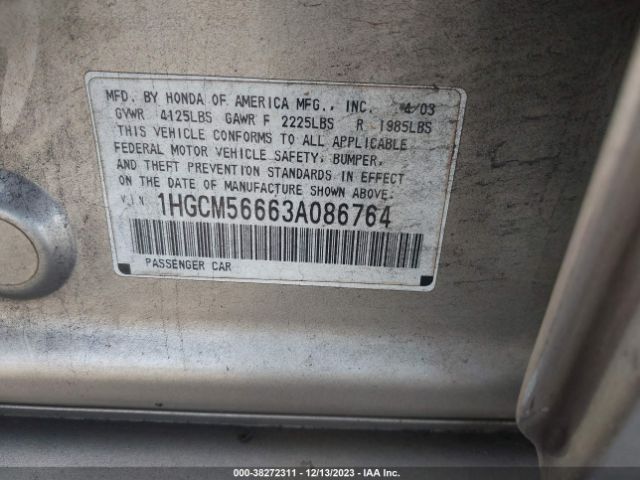 MFD. BY HONDA OF AMERICA MFG., INC. 4/03
GVWR 4125LBS GAWR F 2225LBS R 1985LBS
THIS VEHICLE CONFORMS TO ALL APPLICABLE
FEDERAL MOTOR VEHICLE SAFETY, BUMPER,
AND THEFT PREVENTION STANDARDS IN EFFECT
ON THE DATE OF MANUFACTURE SHOWN ABOVE.
V.I.N 1HGCM56663A086764
PASSENGER CAR
000-38272311 - 12/13/2023 - IAA Inc.